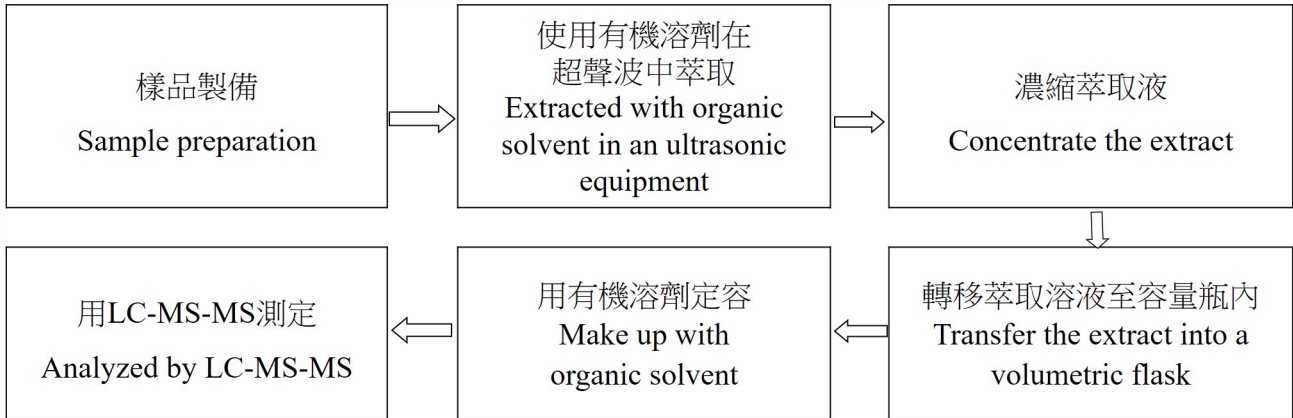 樣品製備
Sample preparation
使用有機溶劑在
超聲波中萃取
Extracted with organic
solvent in an ultrasonic
equipment
濃縮萃取液
Concentrate the extract
轉移萃取溶液至容量瓶內
Transfer the extract into a
volumetric flask
用有機溶劑定容
Make up with
organic solvent
用LC-MS-MS測定
Analyzed by LC-MS-MS